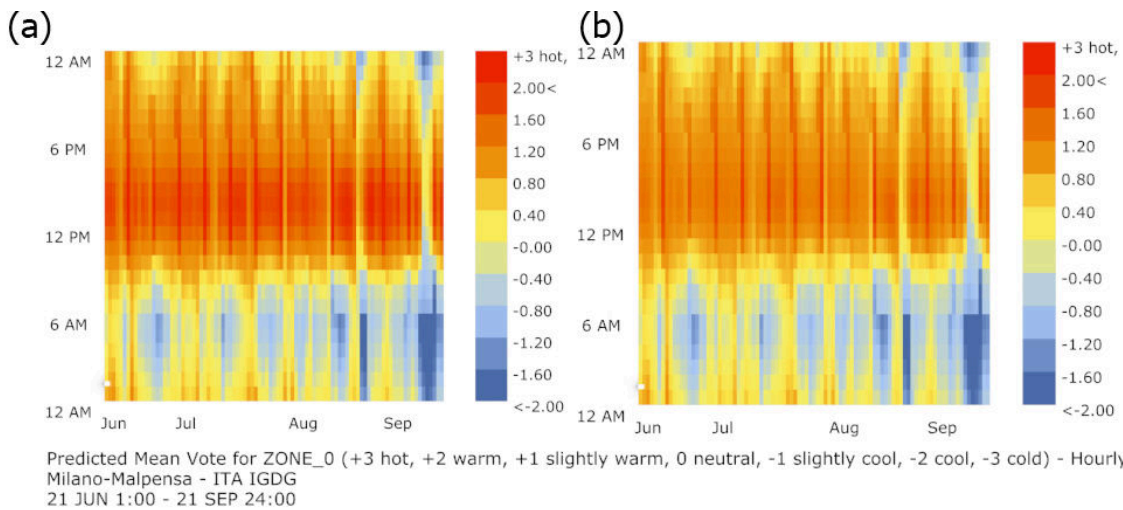 (a)
12 AM
6 PM
12 PM
6 AM
12 AM
Jun Jul Aug Sep
+3 hot,
2.00<
1.60
1.20
0.80
0.40
-0.00
-0.40
-0.80
-1.20
-1.60
<-2.00
(b)
12 AM
6 PM
12 PM
6 AM
12 AM
Jun Jul Aug Sep
+3 hot,
2.00<
1.60
1.20
0.80
0.40
-0.00
-0.40
-0.80
-1.20
-1.60
<-2.00
Predicted Mean Vote for ZONE_0 (+3 hot, +2 warm, +1 slightly warm, 0 neutral, -1 slightly cool, -2 cool, -3 cold) - Hourly
Milano-Malpensa - ITA IGDG
21 JUN 1:00 - 21 SEP 24:00